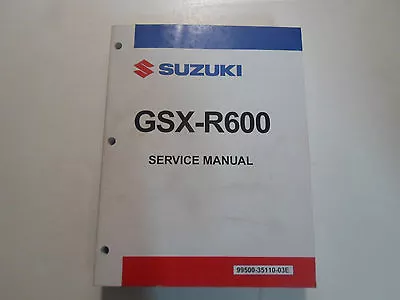 SUZUKI
GSX-R600
SERVICE MANUAL
99500-35110-03E